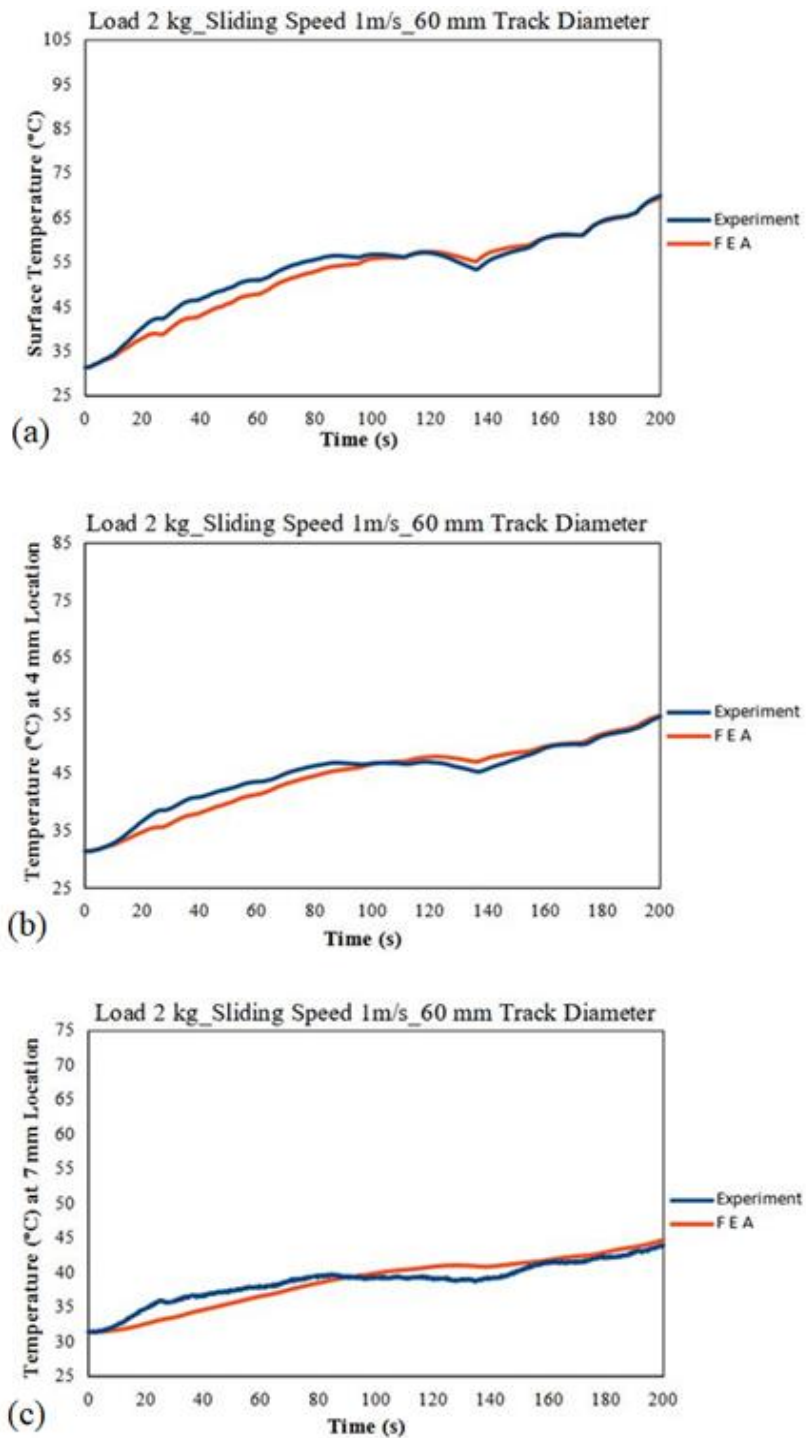 Load 2 kg_Sliding Speed 1m/s_60 mm Track Diameter
105
95
85
75
65
55
45
35
25
Surface Temperature (°C)
0 20 40 60 80 100 120 140 160 180 200
Time (s)
Experiment
F E A
(a)
Load 2 kg_Sliding Speed 1m/s_60 mm Track Diameter
85
75
65
55
45
35
25
Temperature (°C) at 4 mm Location
0 20 40 60 80 100 120 140 160 180 200
Time (s)
Experiment
F E A
(b)
Load 2 kg_Sliding Speed 1m/s_60 mm Track Diameter
75
70
65
60
55
50
45
40
35
30
25
Temperature (°C) at 7 mm Location
0 20 40 60 80 100 120 140 160 180 200
Time (s)
Experiment
F E A
(c)